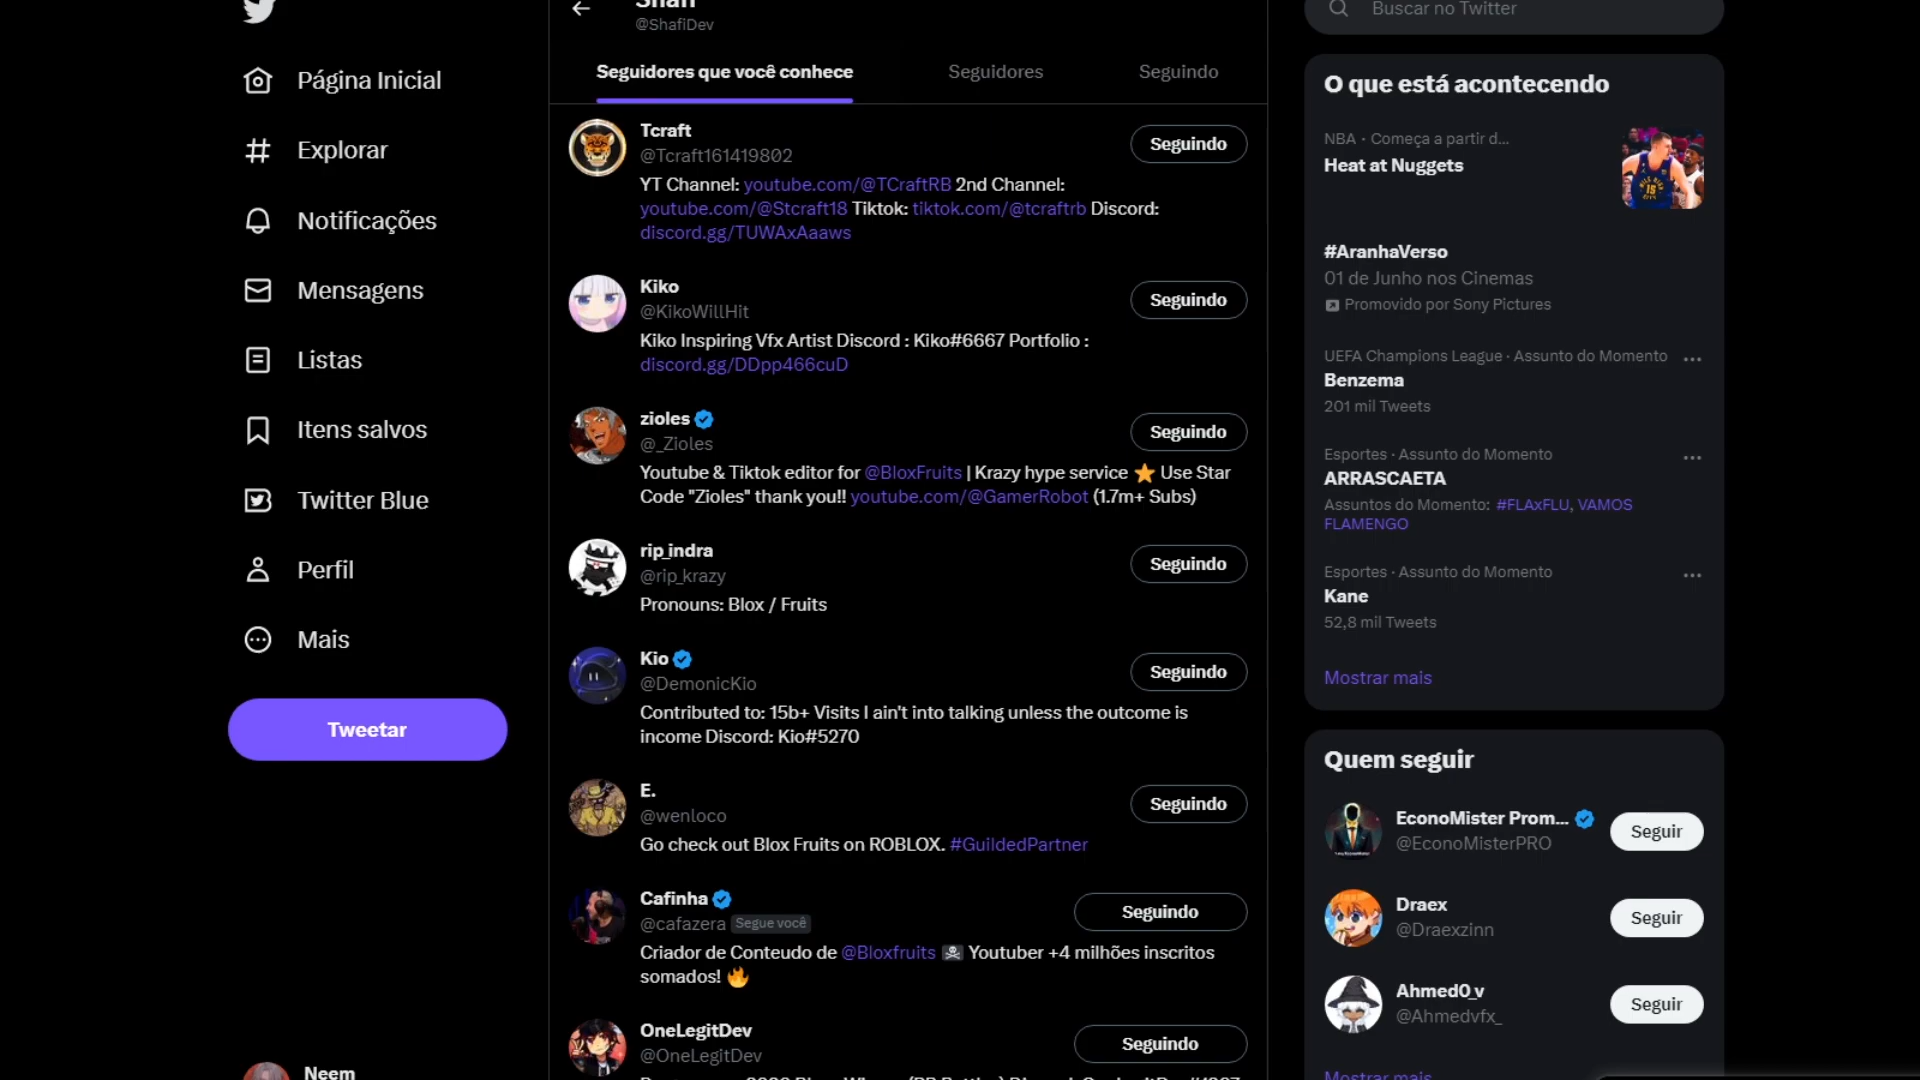 Página Inicial
Explorar
Notificações
Mensagens
Listas
Itens salvos
Twitter Blue
Perfil
Mais
Tweetar
Neem
Shafi
@ShafiDev
Seguidores que você conhece
Seguidores
Seguindo
Tcraft
@Tcraft161419802
Seguindo
YT Channel: youtube.com/@TCraftRB 2nd Channel:
youtube.com/@Stcraft18 Tiktok: tiktok.com/@tcraftrb Discord:
discord.gg/TUWAxAaaws
Kiko
@KikoWillHit
Seguindo
Kiko Inspiring Vfx Artist Discord : Kiko#6667 Portfolio :
discord.gg/DDpp466cuD
zioles
@_Zioles
Seguindo
Youtube & Tiktok editor for @BloxFruits | Krazy hype service ⭐ Use Star
Code "Zioles" thank you!! youtube.com/@GamerRobot (1.7m+ Subs)
rip_indra
@rip_krazy
Seguindo
Pronouns: Blox / Fruits
Kio
@DemonicKio
Seguindo
Contributed to: 15b+ Visits I ain't into talking unless the outcome is
income Discord: Kio#5270
E.
@wenloco
Seguindo
Go check out Blox Fruits on ROBLOX. #GuildedPartner
Cafinha
@cafazera Segue você
Seguindo
Criador de Conteudo de @Bloxfruits 🏴‍☠️ Youtuber +4 milhões inscritos
somados! 🔥
OneLegitDev
@OneLegitDev
Seguindo
Buscar no Twitter
O que está acontecendo
NBA · Começa a partir d...
Heat at Nuggets
#AranhaVerso
01 de Junho nos Cinemas
Promovido por Sony Pictures
UEFA Champions League · Assunto do Momento
Benzema
201 mil Tweets
Esportes · Assunto do Momento
ARRASCAETA
Assuntos do Momento: #FLAxFLU, VAMOS
FLAMENGO
Esportes · Assunto do Momento
Kane
52,8 mil Tweets
Mostrar mais
Quem seguir
EconoMister Prom...
@EconoMisterPRO
Seguir
Draex
@Draexzinn
Seguir
Ahmed0_v
@Ahmedvfx_
Seguir
Mostrar mais